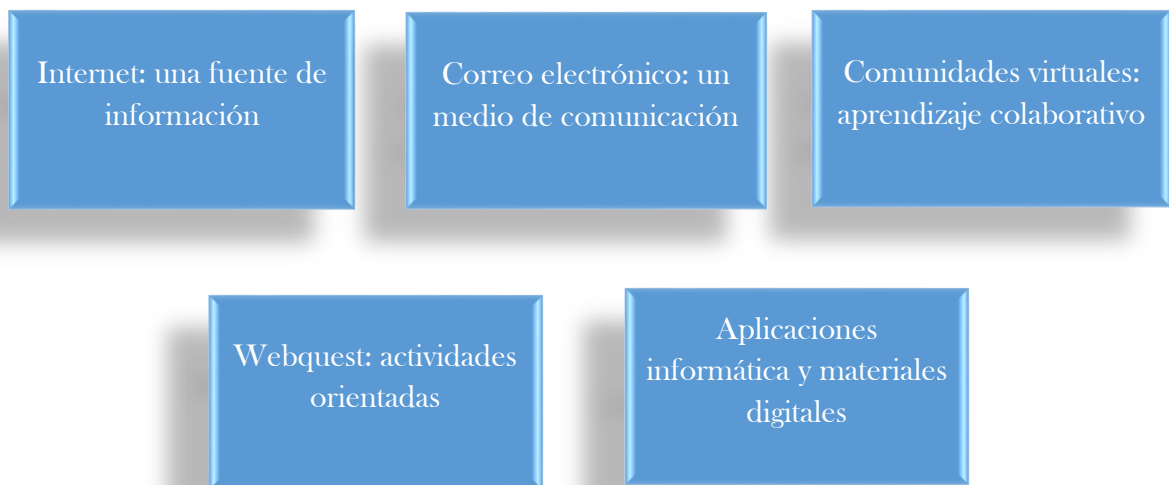 Internet: una fuente de
información
Correo electrónico: un
medio de comunicación
Comunidades virtuales:
aprendizaje colaborativo
Webquest: actividades
orientadas
Aplicaciones
informática y materiales
digitales